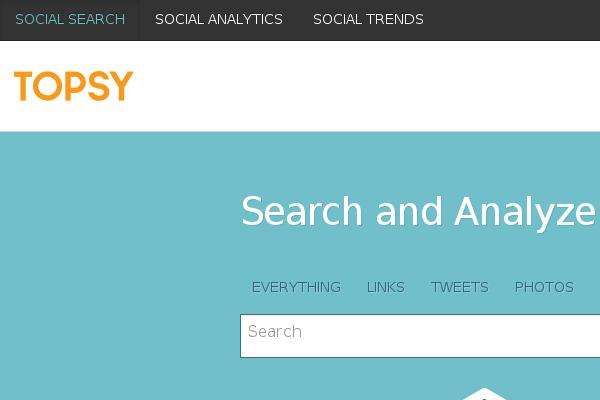 SOCIAL SEARCH SOCIAL ANALYTICS SOCIAL TRENDS
TOPSY
Search and Analyze
EVERYTHING LINKS TWEETS PHOTOS
Search